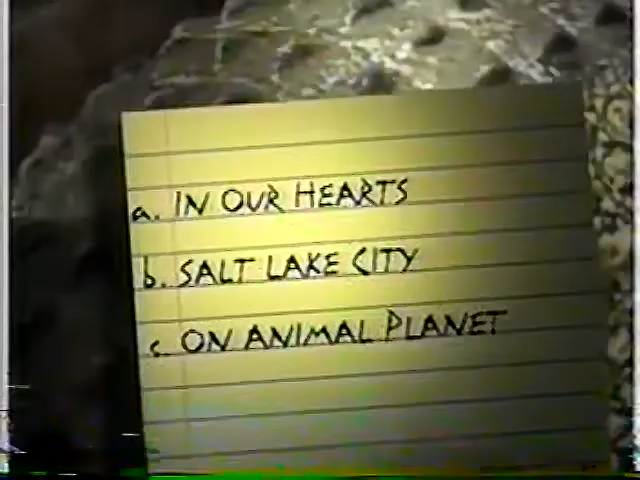 a. IN OUR HEARTS
b. SALT LAKE CITY
c. ON ANIMAL PLANET